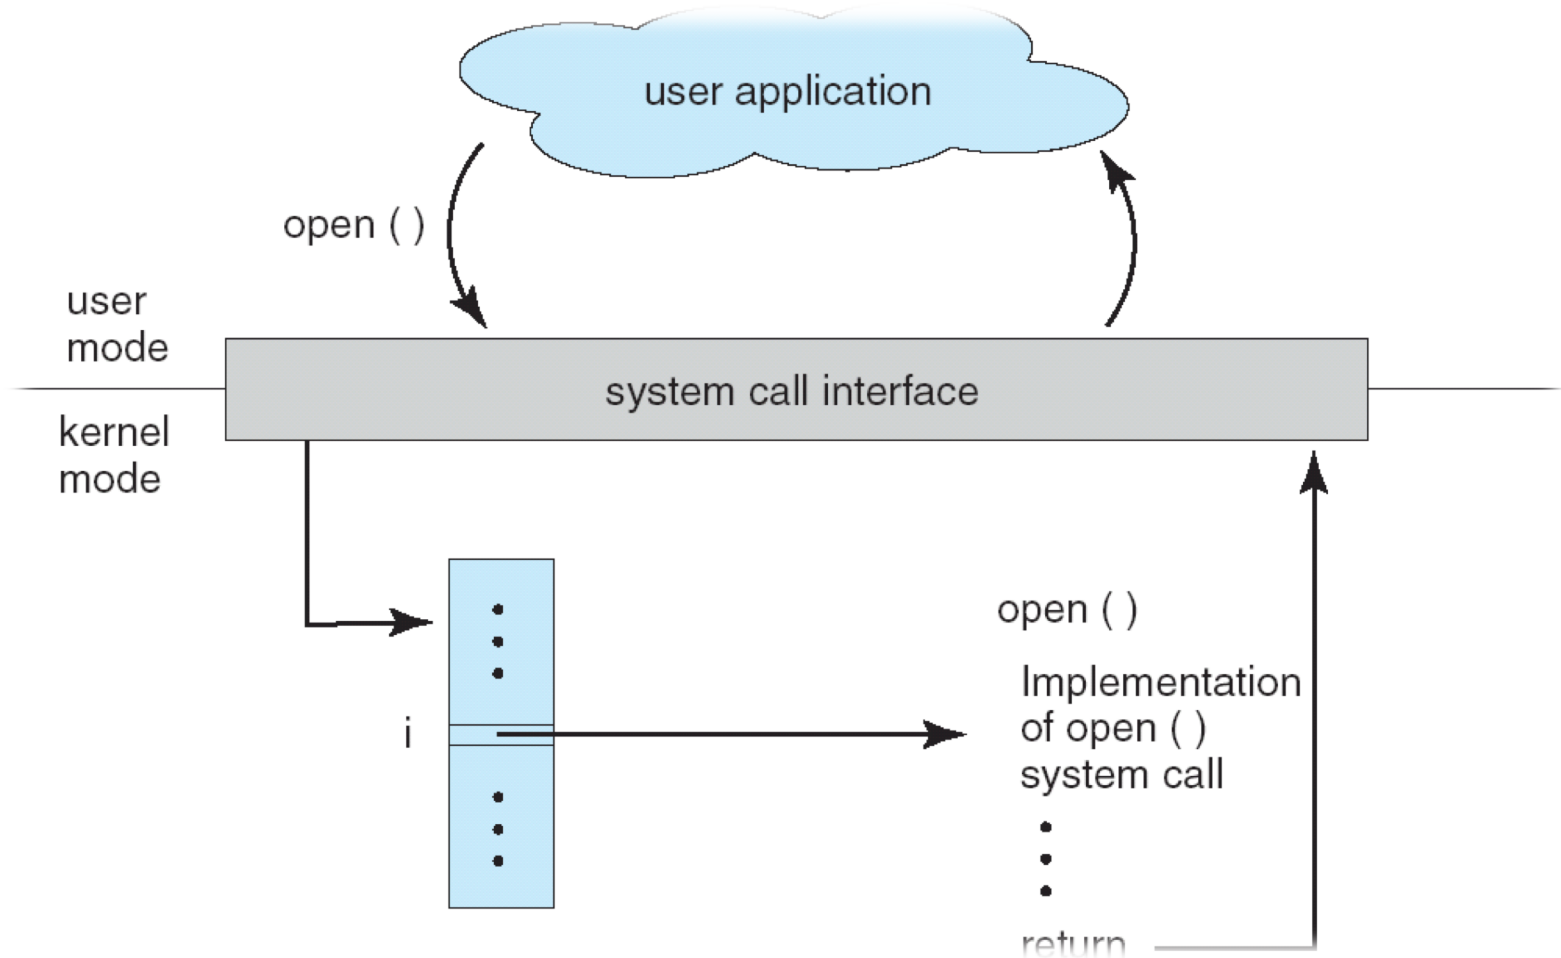 user application
open ( )
user
mode
system call interface
kernel
mode
open ( )
Implementation
of open ( )
system call
i
return